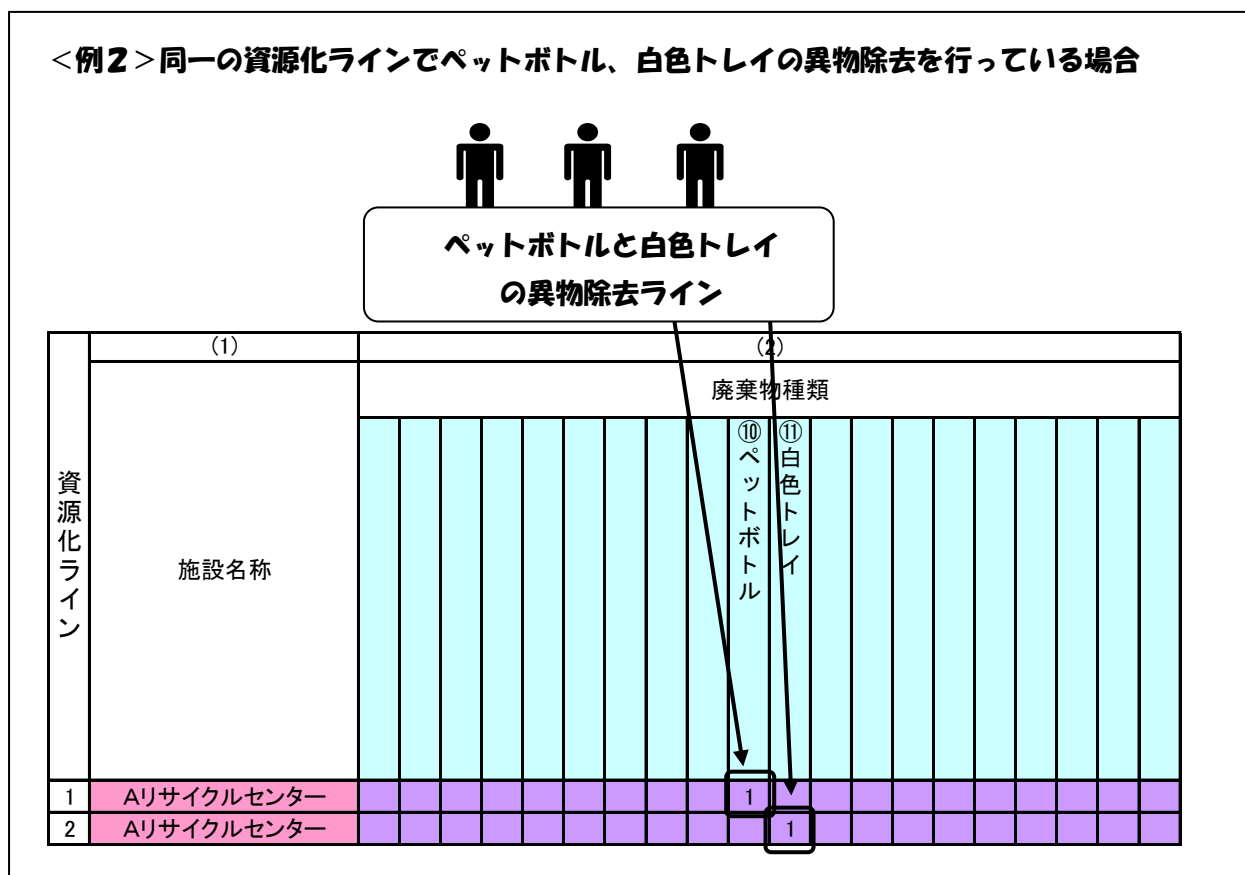 ＜例２＞同一の資源化ラインでペットボトル、白色トレイの異物除去を行っている場合
ペットボトルと白色トレイ
の異物除去ライン
資源化ライン
(1)
(2)
施設名称
廃棄物種類
⑩ペットボトル
⑪白色トレイ
1 Aリサイクルセンター 1
2 Aリサイクルセンター 1